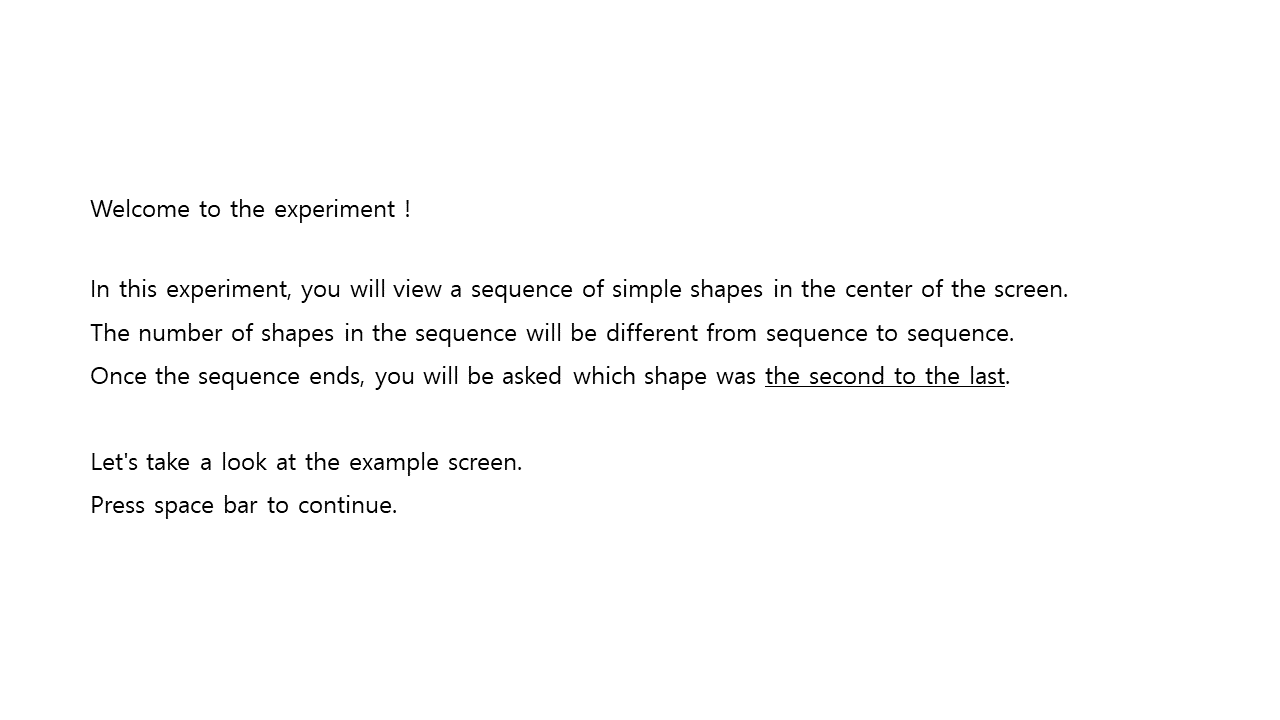 Welcome to the experiment !
In this experiment, you will view a sequence of simple shapes in the center of the screen.
The number of shapes in the sequence will be different from sequence to sequence.
Once the sequence ends, you will be asked which shape was the second to the last.
Let's take a look at the example screen.
Press space bar to continue.